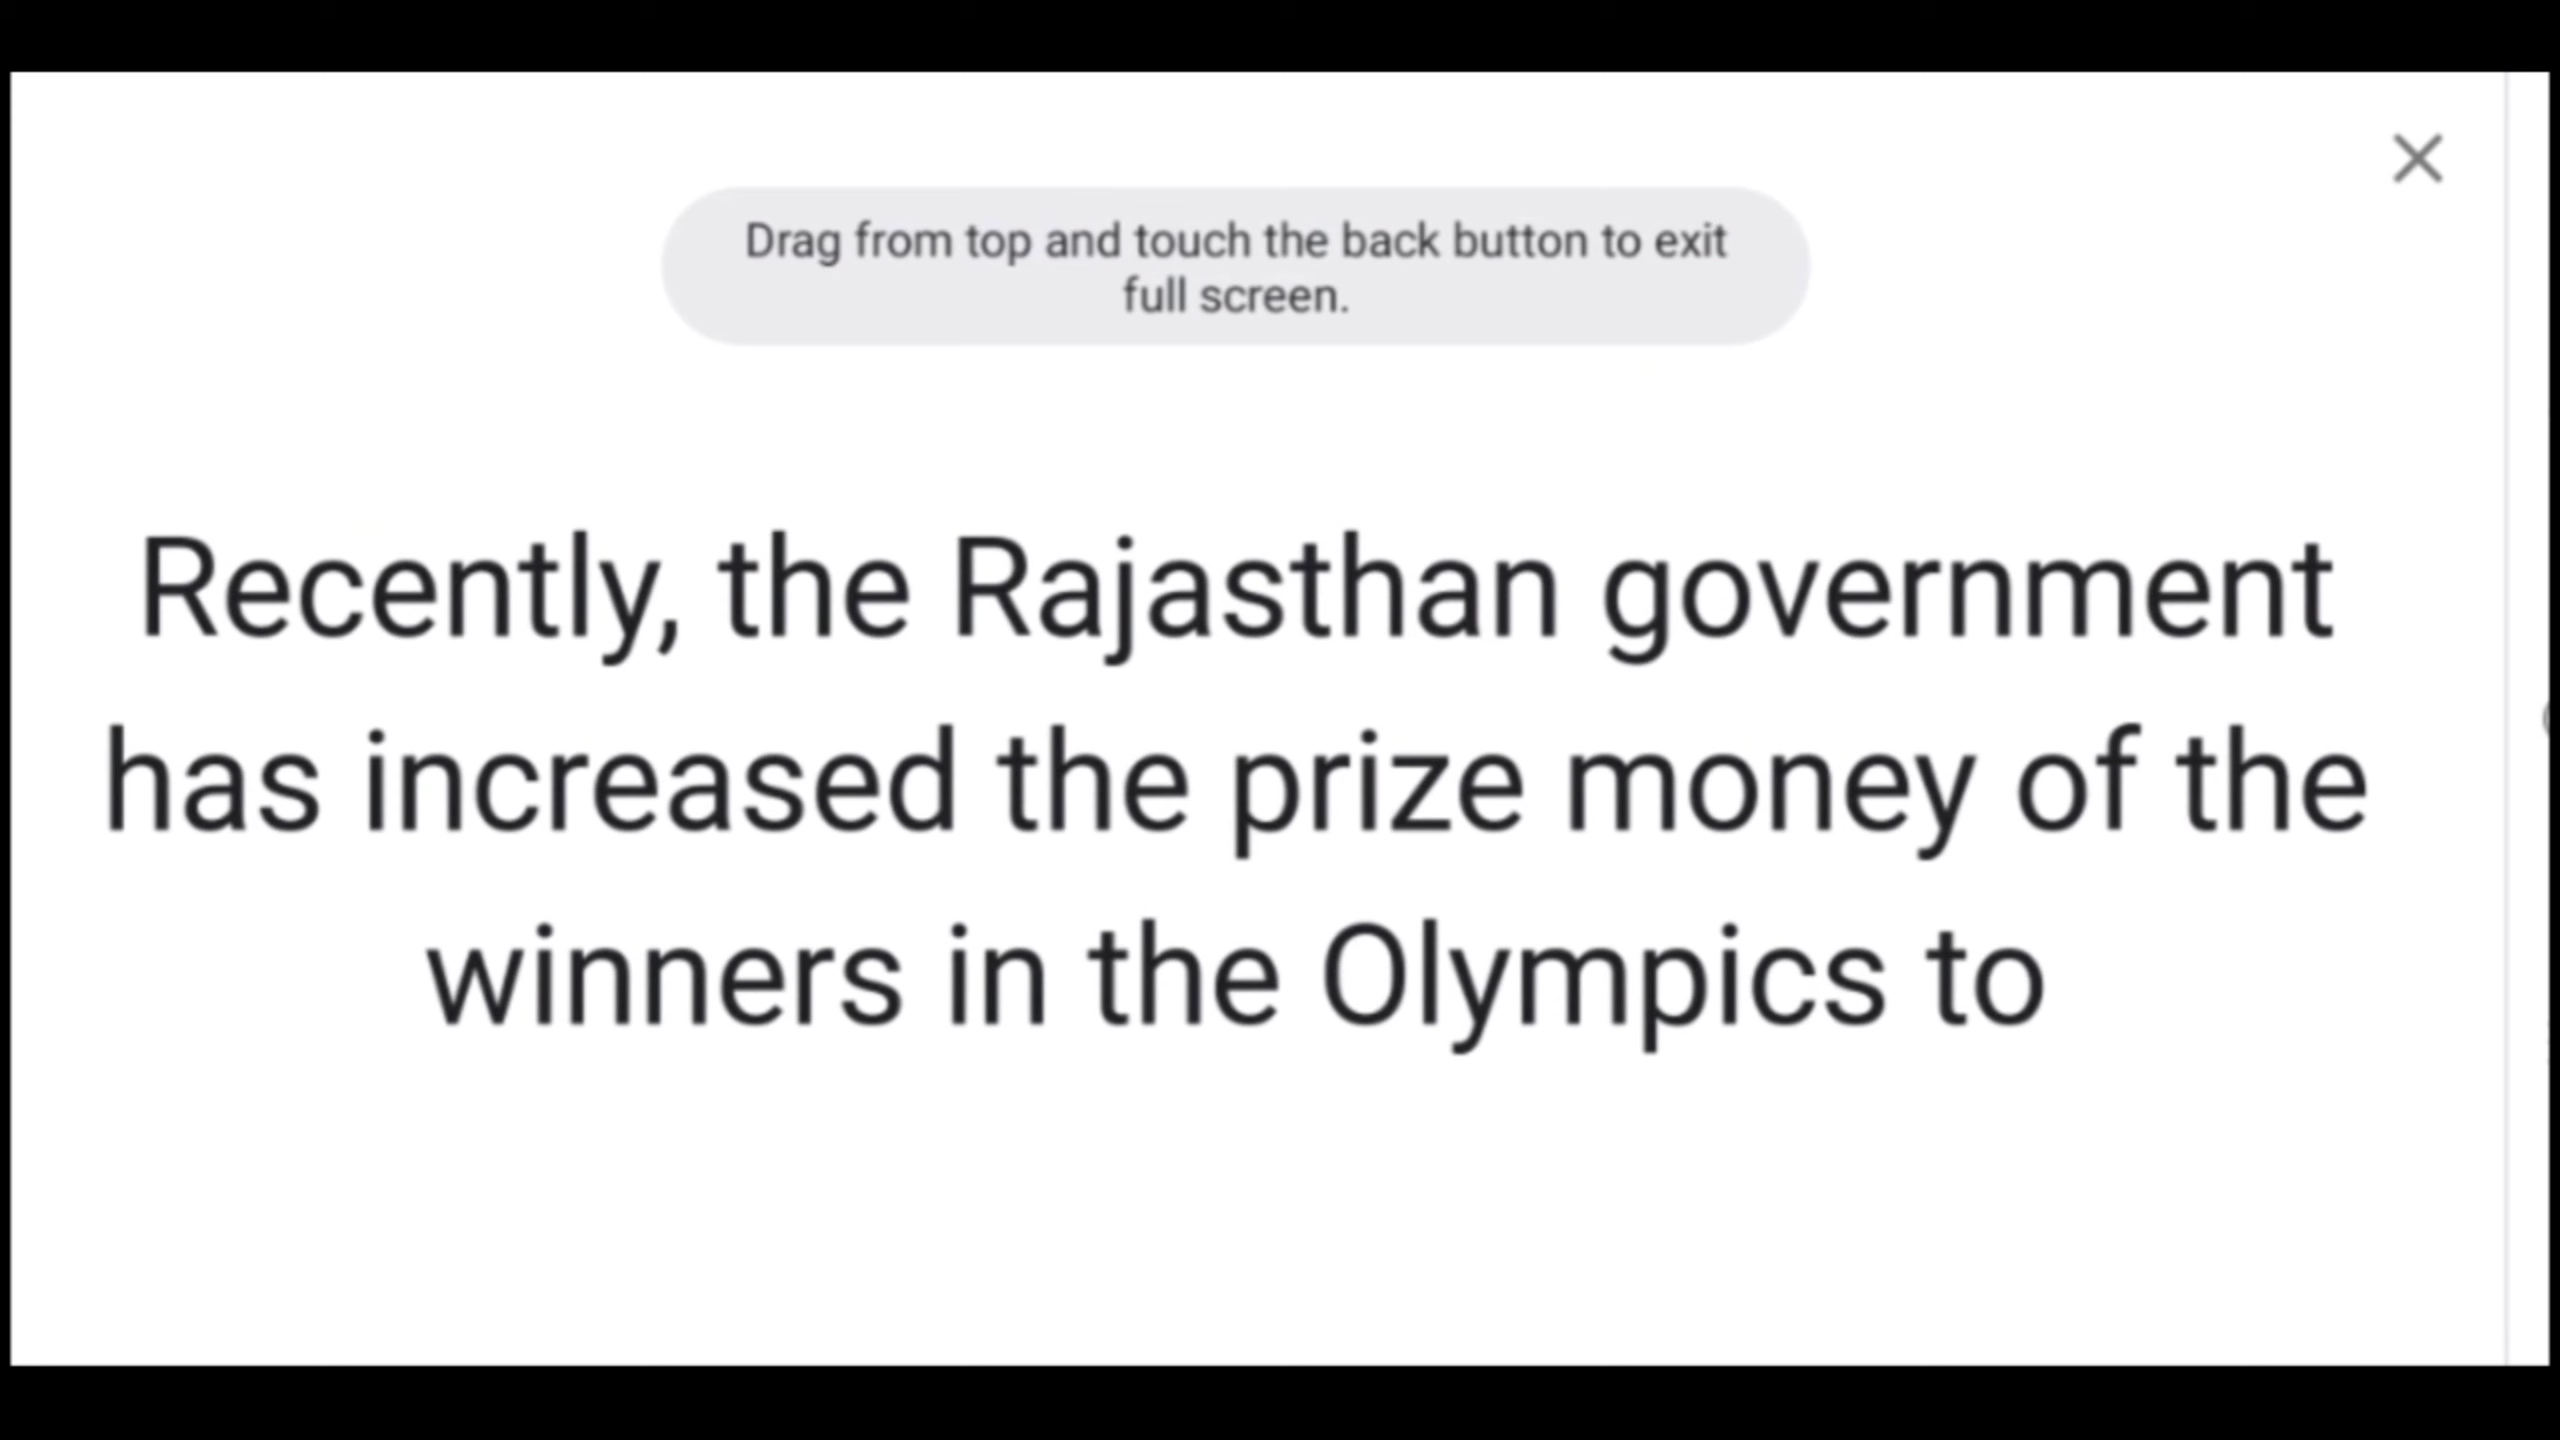 Drag from top and touch the back button to exit
full screen.
Recently, the Rajasthan government
has increased the prize money of the
winners in the Olympics to